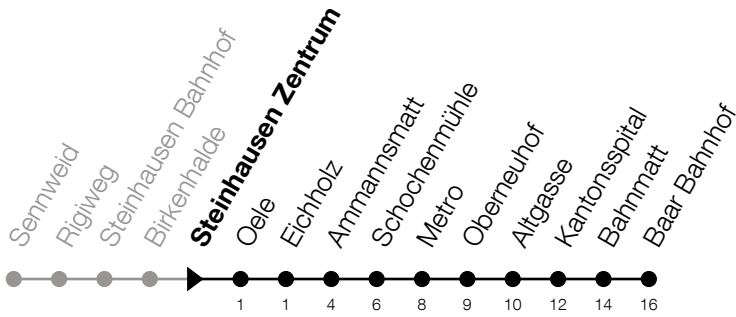 Sennweid
Rigiweg
Steinhausen Bahnhof
Birkenhalde
Steinhausen Zentrum
Oele
Eichholz
Ammannsmatt
Schochenmühle
Metro
Oberneuhof
Altgasse
Kantonsspital
Bahnmatt
Baar Bahnhof
1 1 4 6 8 9 10 12 14 16